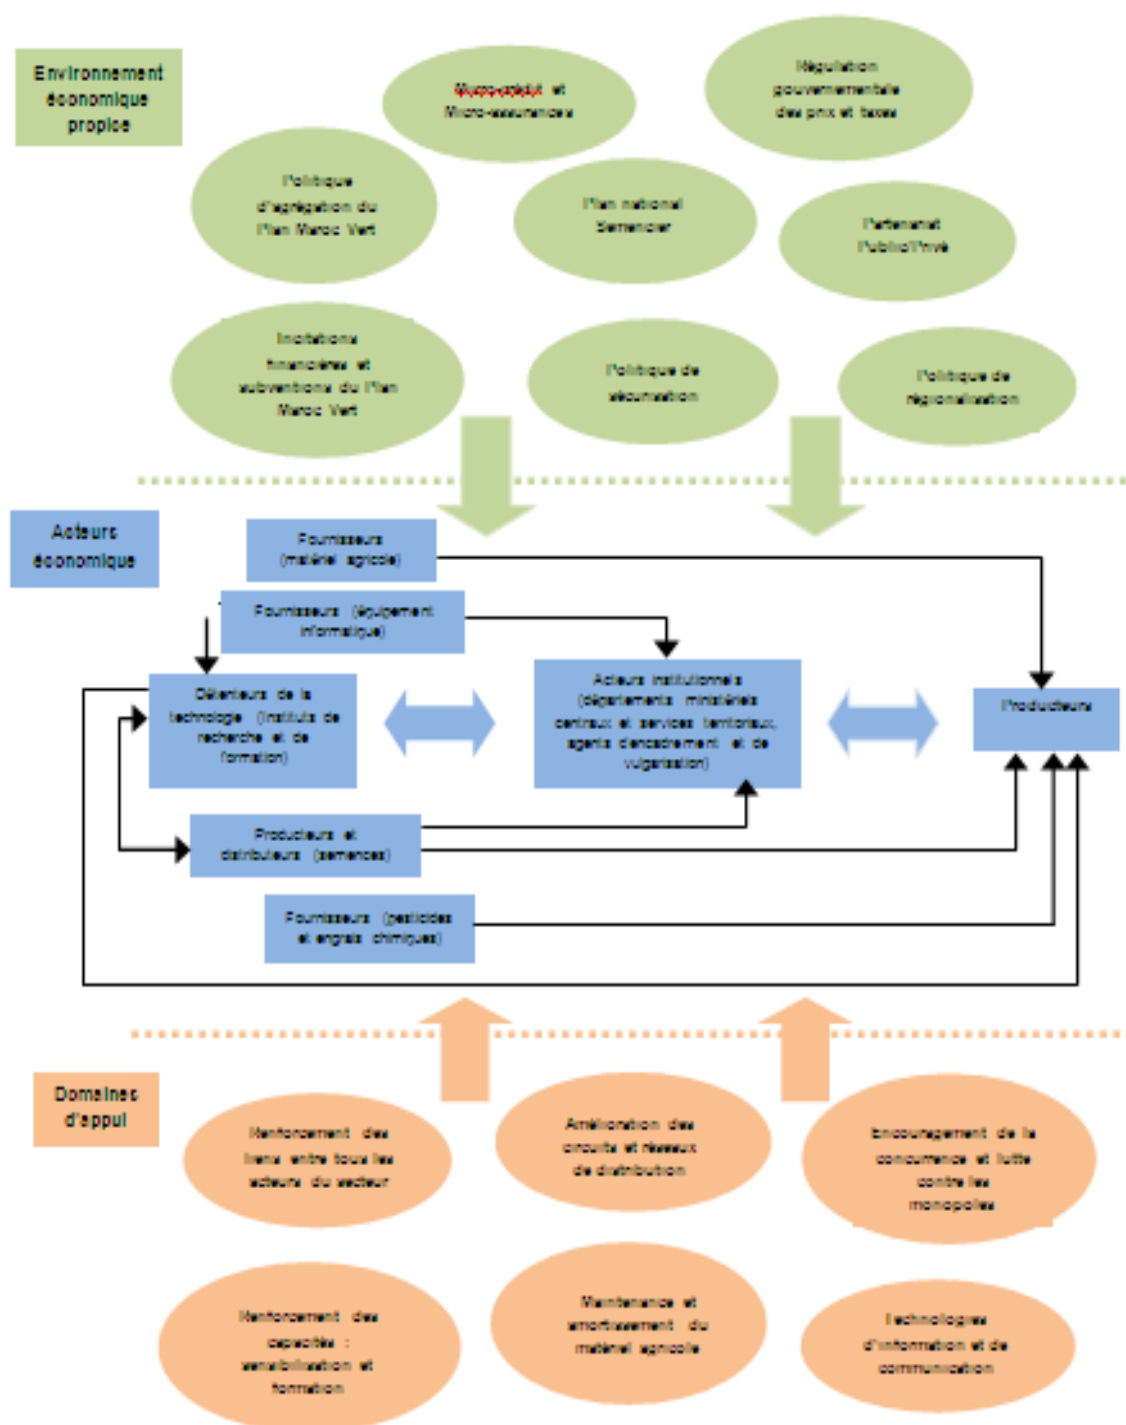 Environnement
économique
propice
Micro-crédit et
Micro-assurances
Régulation
gouvernementale
des prix et taxes
Politique
d'agrégation du
Plan Maroc Vert
Plan national
Semencier
Partenariat
Public/Privé
Incitations
financières et
subventions du Plan
Maroc Vert
Politique de
sécurisation
Politique de
régionalisation
Acteurs
économique
Fournisseurs
(matériel agricole)
Fournisseurs (équipement
informatique)
Détenteurs de la
technologie (Instituts de
recherche et de
formation)
Acteurs institutionnels
(départements ministériels
centraux et services territoriaux,
agents d'encadrement et de
vulgarisation)
Producteurs
Producteurs et
distributeurs (semences)
Fournisseurs (pesticides
et engrais chimiques)
Domaines
d'appui
Renforcement des
liens entre tous les
acteurs du secteur
Amélioration des
circuits et réseaux
de distribution
Encouragement de la
concurrence et lutte
contre les
monopoles
Renforcement des
capacités :
sensibilisation et
formation
Maintenance et
amortissement du
matériel agricole
Technologies
d'information et de
communication